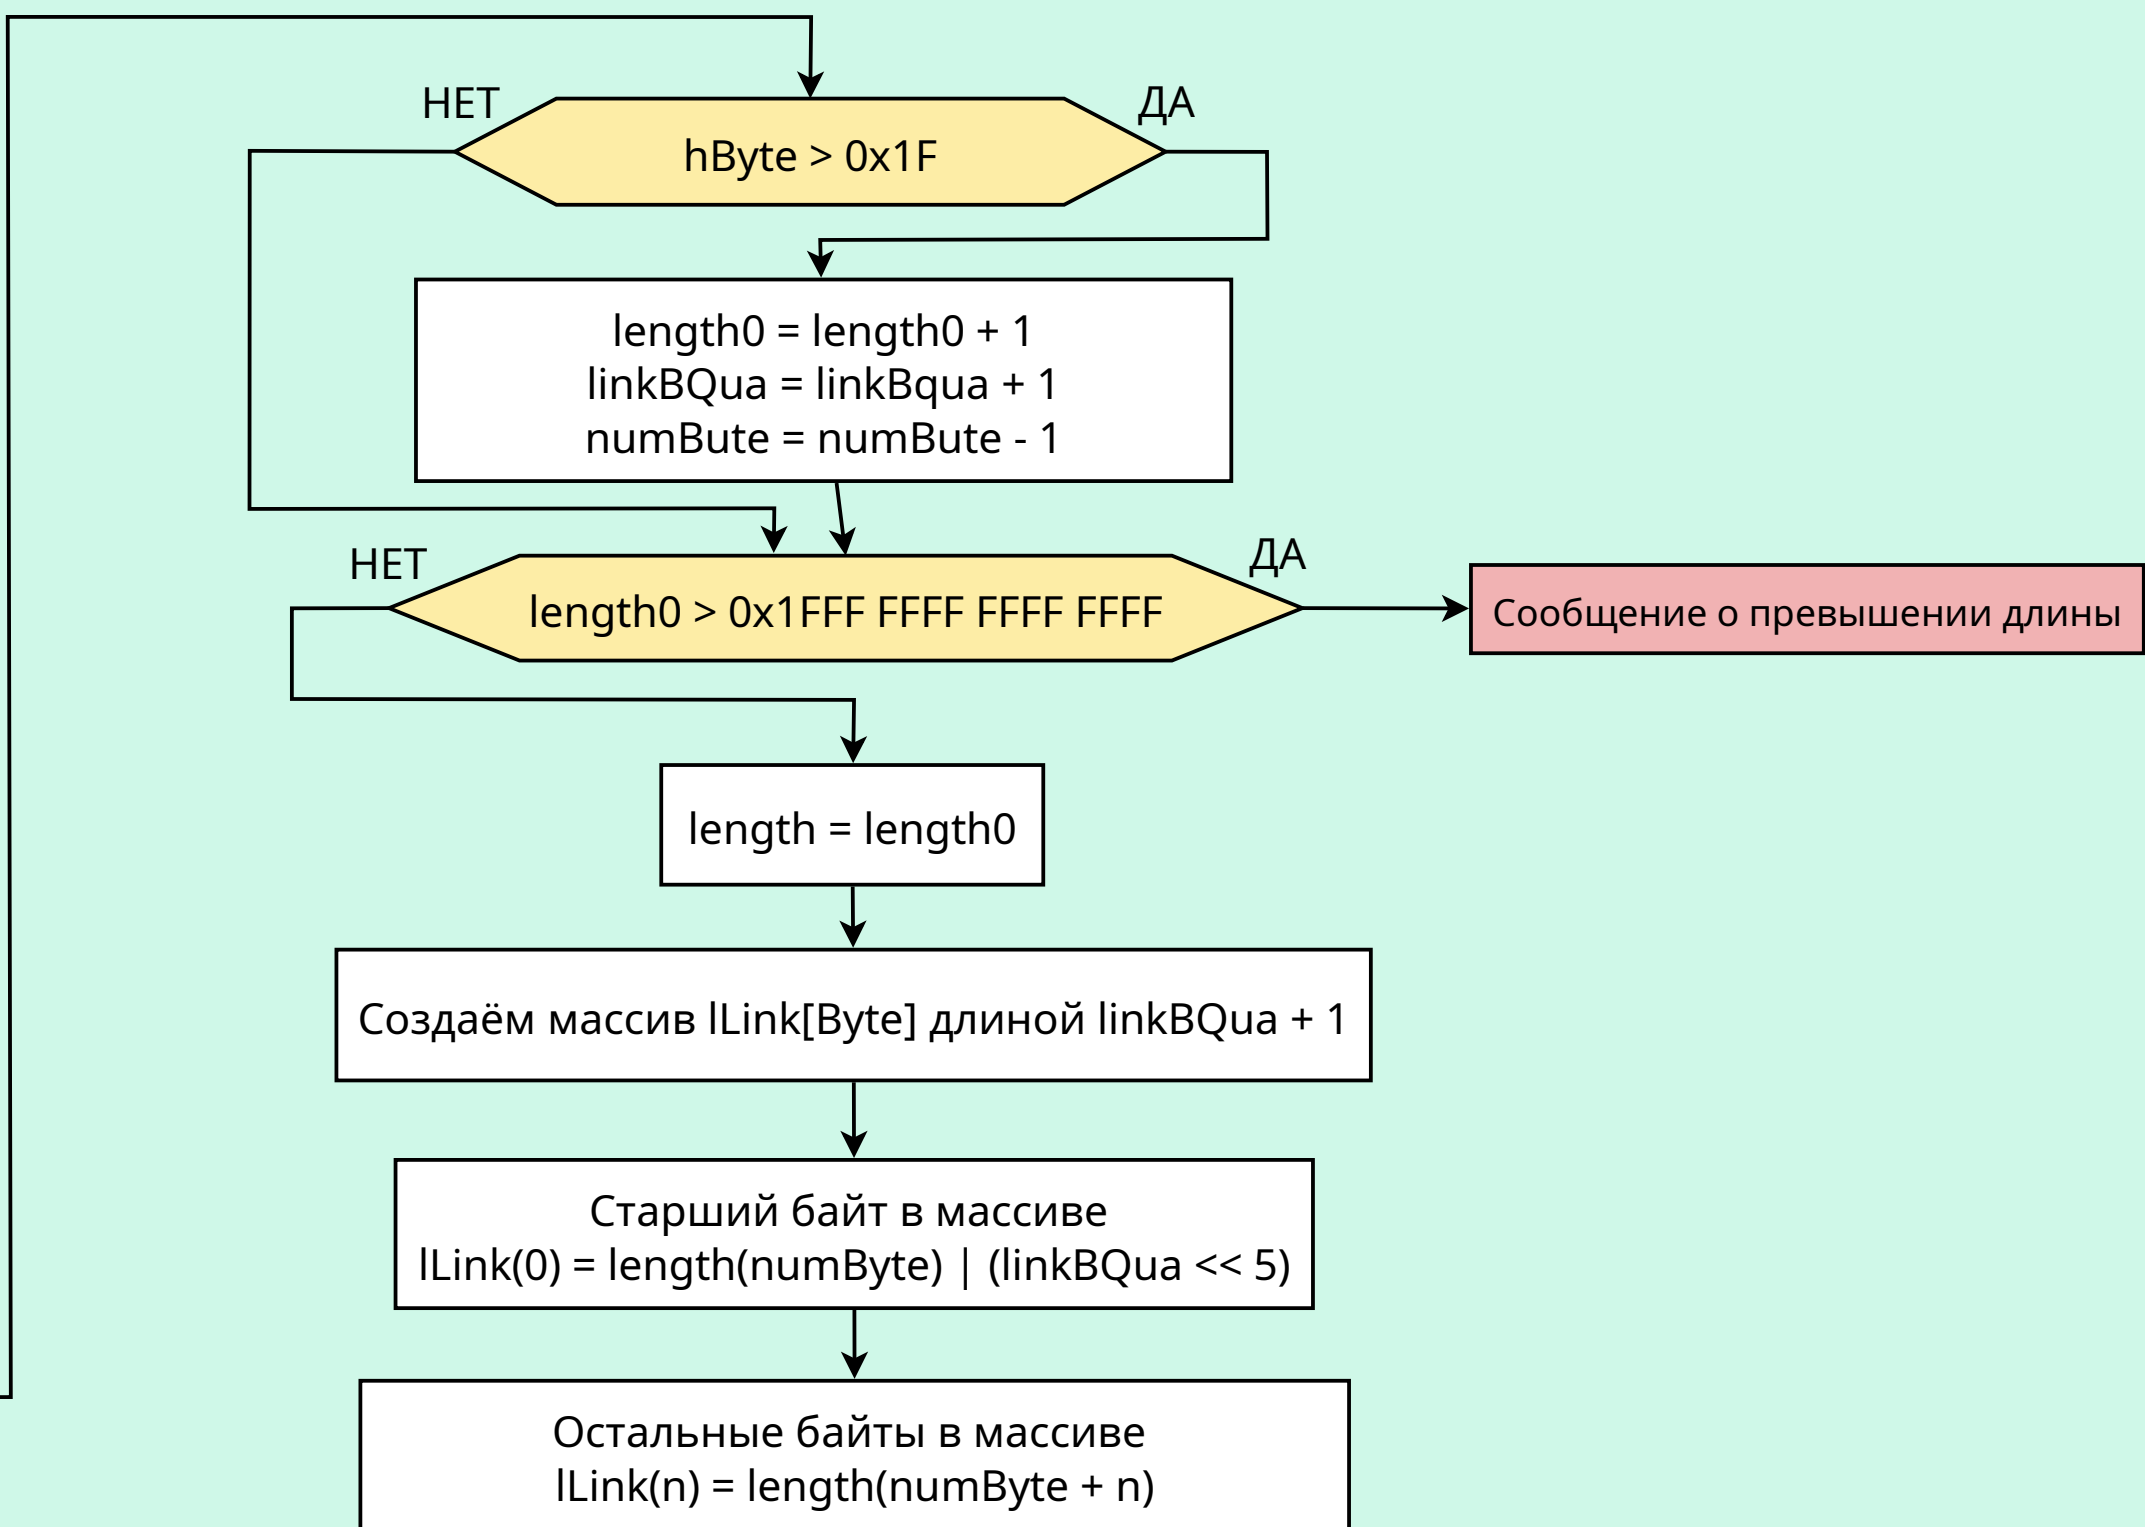 НЕТ
ДА
hByte > 0x1F
length0 = length0 + 1
linkBQua = linkBqua + 1
numBute = numBute - 1
НЕТ
ДА
length0 > 0x1FFF FFFF FFFF FFFF
Сообщение о превышении длины
length = length0
Создаём массив lLink[Byte] длиной linkBQua + 1
Старший байт в массиве
lLink(0) = length(numByte) | (linkBQua << 5)
Остальные байты в массиве
lLink(n) = length(numByte + n)